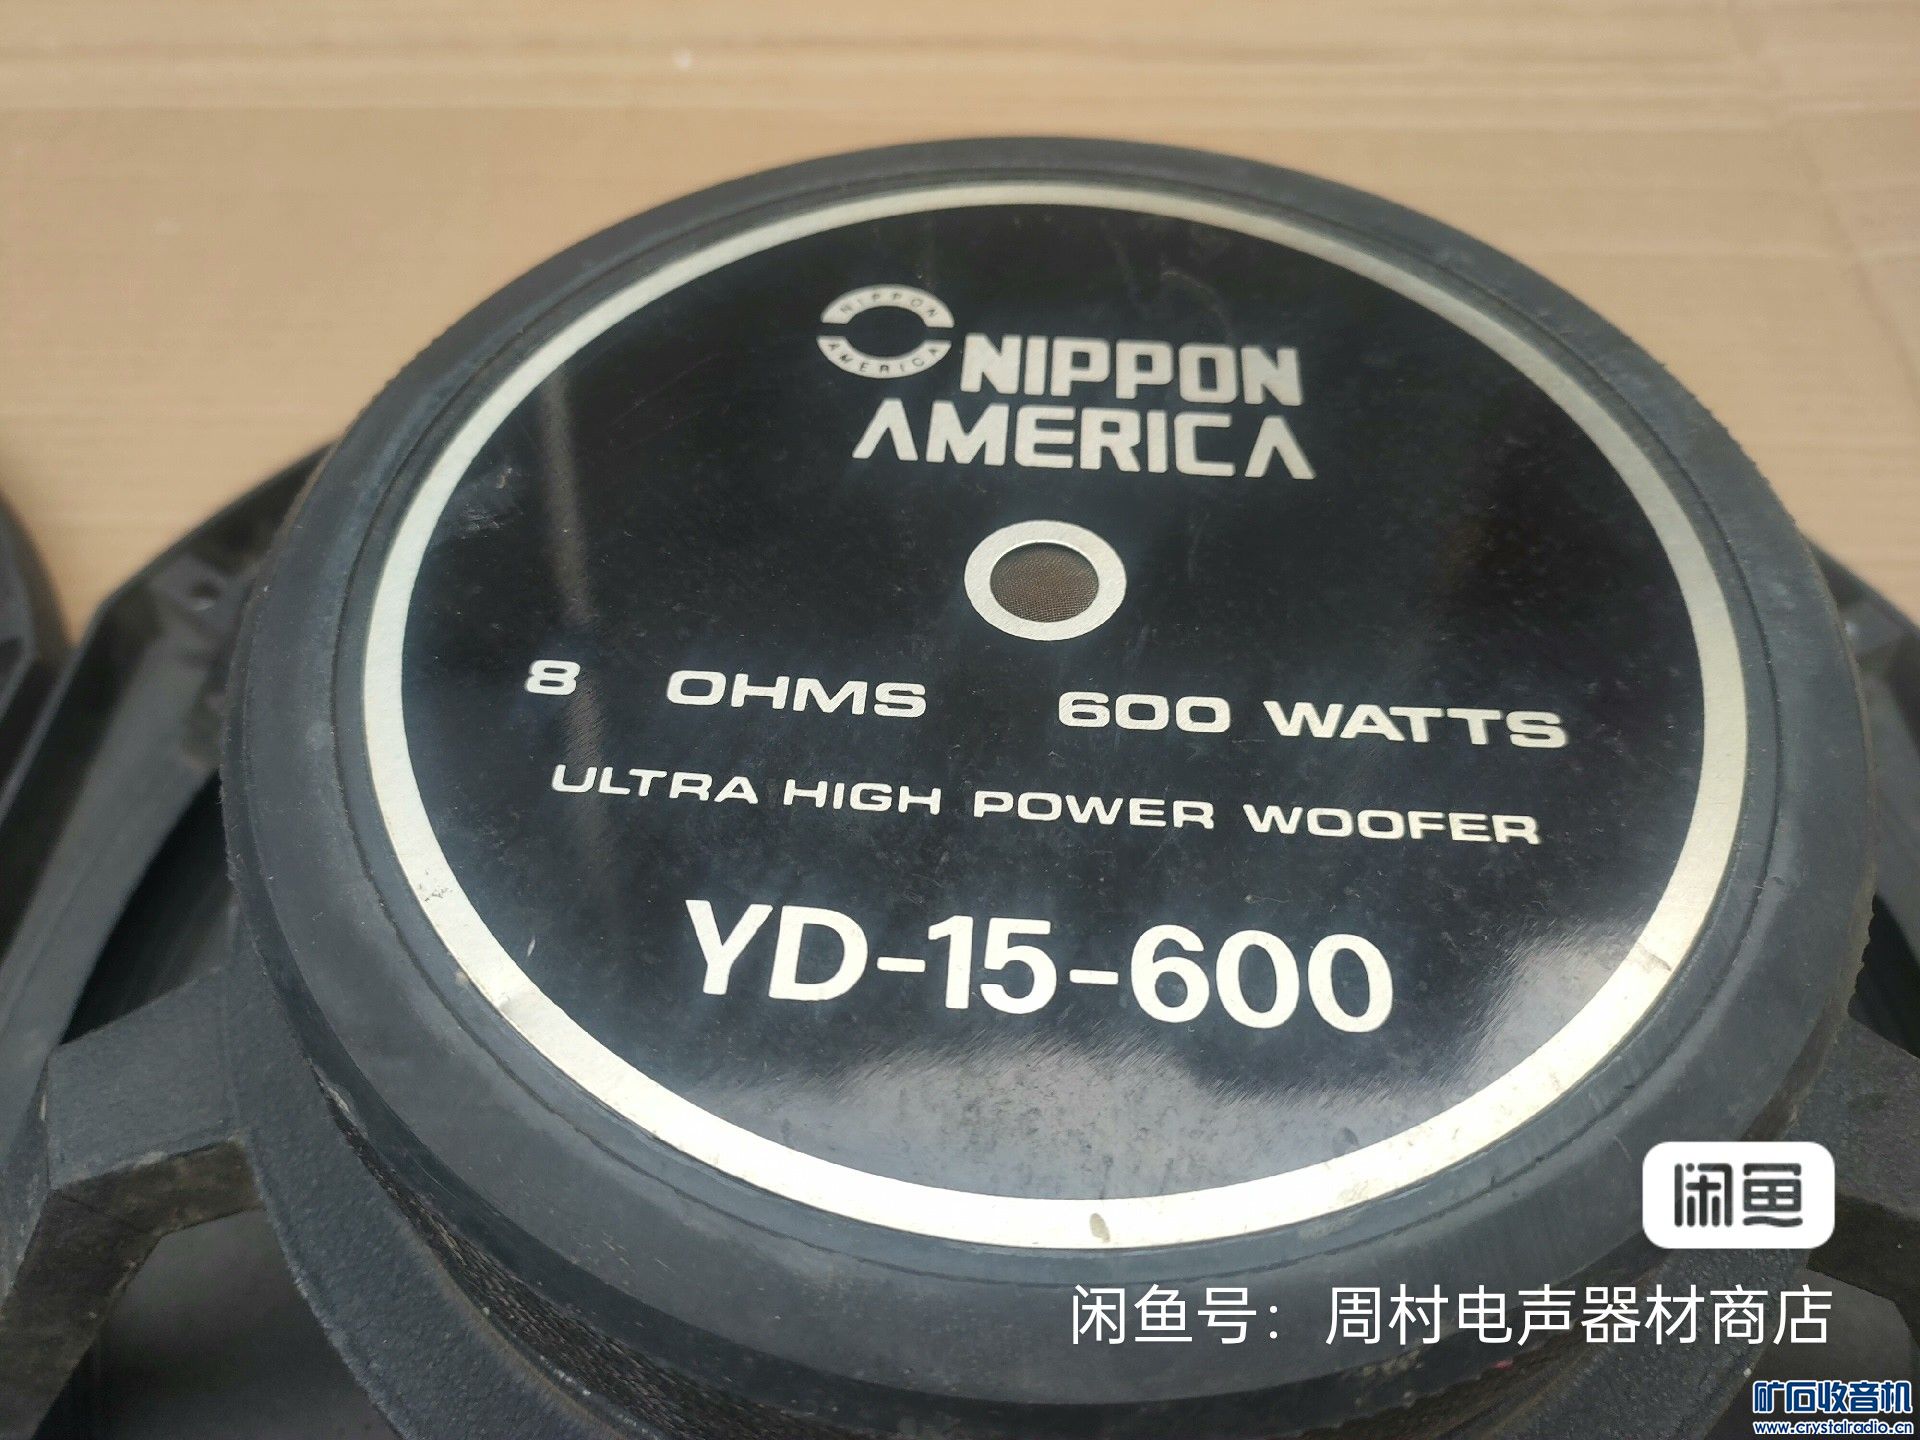 NIPPON
AMERICA
NIPPON
AMERICA
8 OHMS 600 WATTS
ULTRA HIGH POWER WOOFER
YD-15-600
闲鱼
闲鱼号：周村电声器材商店
矿石收音机
www.crystalradio.cn